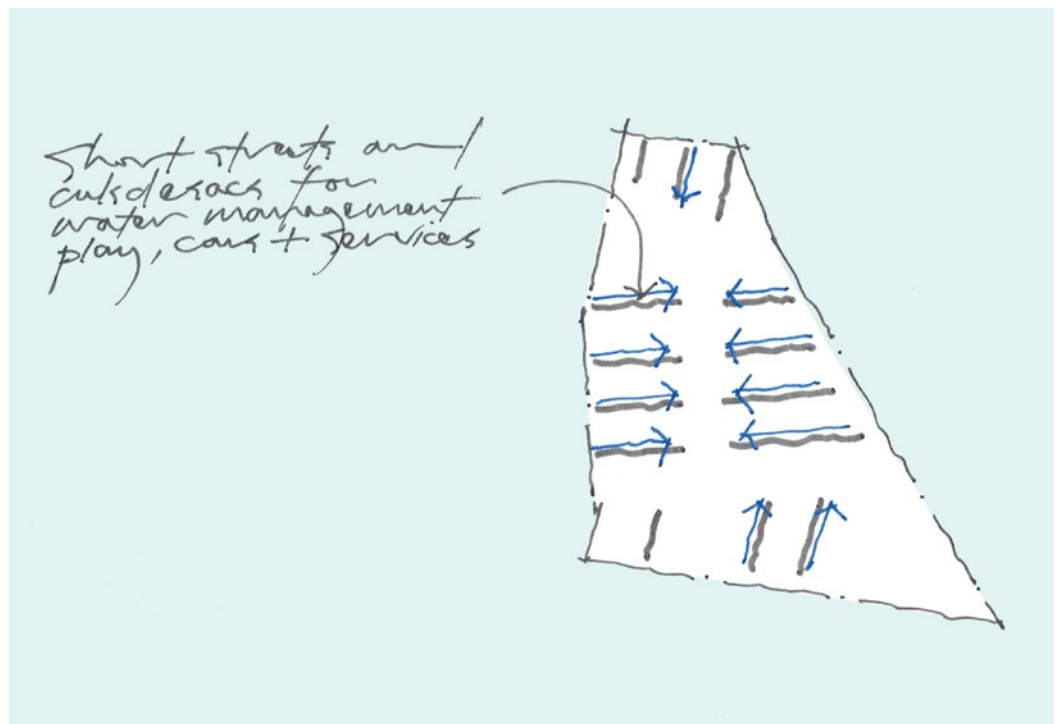 short streets and
culsdesacs for
water management
play, cars + services